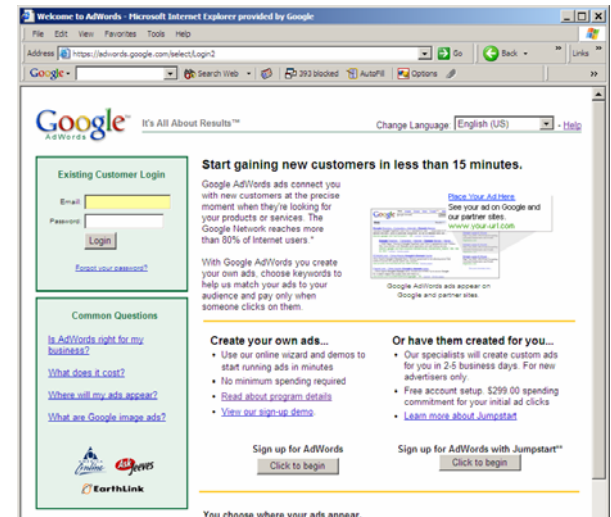 Welcome to AdWords - Microsoft Internet Explorer provided by Google
File Edit View Favorites Tools Help
Address https://adwords.google.com/select/Login2 Go Back Links
Google Search Web 393 blocked AutoFill Options
Google
AdWords
It's All About Results™
Change Language: English (US) - Help
Existing Customer Login
Email:
Password:
Login
Forgot your password?
Common Questions
Is AdWords right for my
business?
What does it cost?
Where will my ads appear?
What are Google image ads?
America
Online
Ask Jeeves
EarthLink
Start gaining new customers in less than 15 minutes.
Google AdWords ads connect you
with new customers at the precise
moment when they're looking for
your products or services. The
Google Network reaches more
than 80% of Internet users.*
With Google AdWords you create
your own ads, choose keywords to
help us match your ads to your
audience and pay only when
someone clicks on them.
Place Your Ad Here
See your ad on Google and
our partner sites.
www.your-url.com
Google
Google AdWords ads appear on
Google and partner sites.
Create your own ads...
• Use our online wizard and demos to
start running ads in minutes
• No minimum spending required
• Read about program details
• View our sign-up demo.
Sign up for AdWords
Click to begin
Or have them created for you...
• Our specialists will create custom ads
for you in 2-5 business days. For new
advertisers only.
• Free account setup. $299.00 spending
commitment for your initial ad clicks
• Learn more about Jumpstart
Sign up for AdWords with Jumpstart**
Click to begin
You choose where your ads appear.